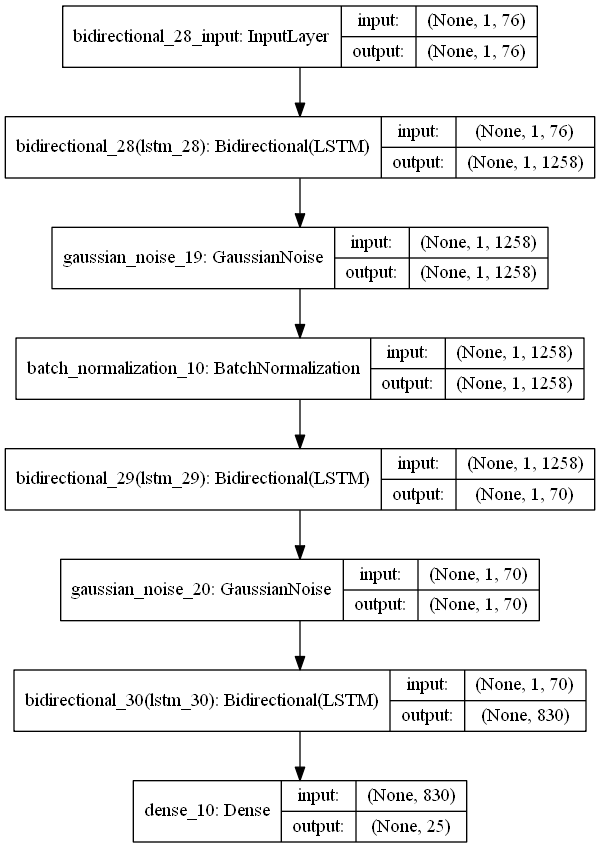 bidirectional_28_input: InputLayer
input: (None, 1, 76)
output: (None, 1, 76)
bidirectional_28(lstm_28): Bidirectional(LSTM)
input: (None, 1, 76)
output: (None, 1, 1258)
gaussian_noise_19: GaussianNoise
input: (None, 1, 1258)
output: (None, 1, 1258)
batch_normalization_10: BatchNormalization
input: (None, 1, 1258)
output: (None, 1, 1258)
bidirectional_29(lstm_29): Bidirectional(LSTM)
input: (None, 1, 1258)
output: (None, 1, 70)
gaussian_noise_20: GaussianNoise
input: (None, 1, 70)
output: (None, 1, 70)
bidirectional_30(lstm_30): Bidirectional(LSTM)
input: (None, 1, 70)
output: (None, 830)
dense_10: Dense
input: (None, 830)
output: (None, 25)